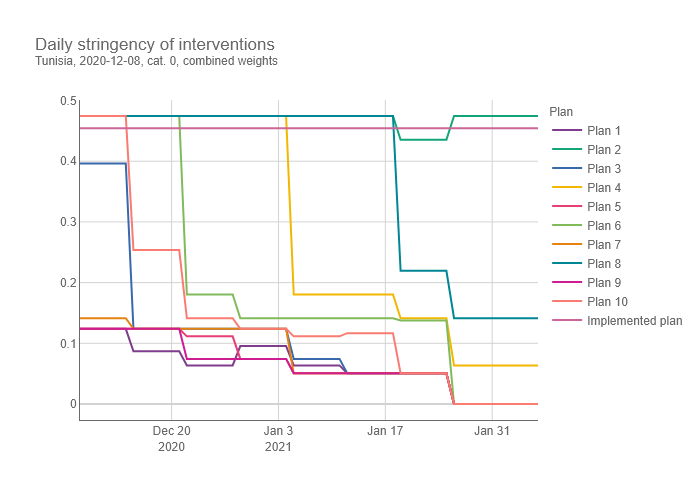 Daily stringency of interventions
Tunisia, 2020-12-08, cat. 0, combined weights
Plan
Plan 1
Plan 2
Plan 3
Plan 4
Plan 5
Plan 6
Plan 7
Plan 8
Plan 9
Plan 10
Implemented plan
0.5
0.4
0.3
0.2
0.1
0
Dec 20
2020
Jan 3
2021
Jan 17
Jan 31